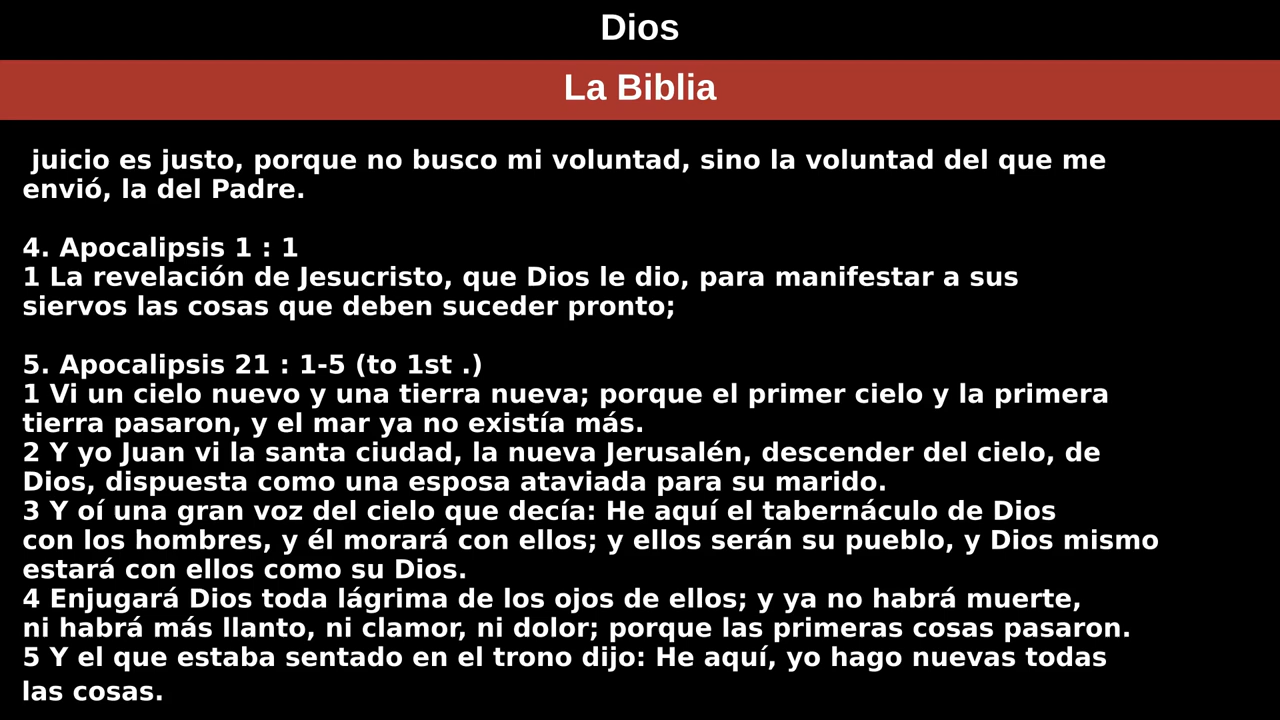 Dios
La Biblia
juicio es justo, porque no busco mi voluntad, sino la voluntad del que me
envió, la del Padre.
4. Apocalipsis 1 : 1
1 La revelación de Jesucristo, que Dios le dio, para manifestar a sus
siervos las cosas que deben suceder pronto;
5. Apocalipsis 21 : 1-5 (to 1st .)
1 Vi un cielo nuevo y una tierra nueva; porque el primer cielo y la primera
tierra pasaron, y el mar ya no existía más.
2 Y yo Juan vi la santa ciudad, la nueva Jerusalén, descender del cielo, de
Dios, dispuesta como una esposa ataviada para su marido.
3 Y oí una gran voz del cielo que decía: He aquí el tabernáculo de Dios
con los hombres, y él morará con ellos; y ellos serán su pueblo, y Dios mismo
estará con ellos como su Dios.
4 Enjugará Dios toda lágrima de los ojos de ellos; y ya no habrá muerte,
ni habrá más llanto, ni clamor, ni dolor; porque las primeras cosas pasaron.
5 Y el que estaba sentado en el trono dijo: He aquí, yo hago nuevas todas
las cosas.